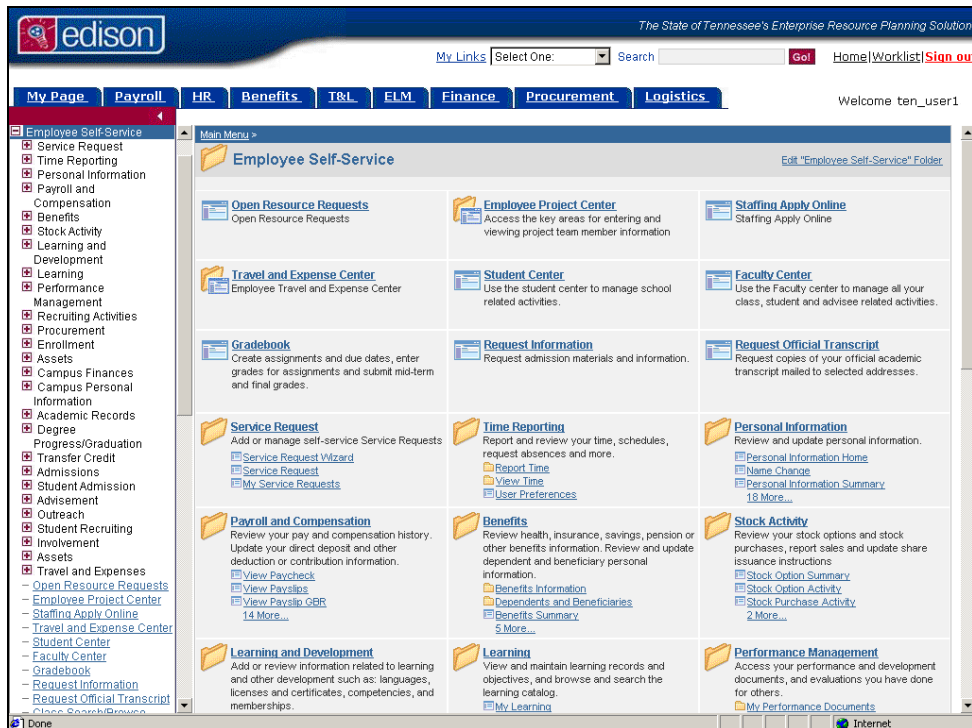 edison
The State of Tennessee's Enterprise Resource Planning Solution
My Links Select One: Search Go! Home|Worklist|Sign out
My Page Payroll HR Benefits T&L ELM Finance Procurement Logistics
Welcome ten_user1
Employee Self-Service
Service Request
Time Reporting
Personal Information
Payroll and
Compensation
Benefits
Stock Activity
Learning and
Development
Learning
Performance
Management
Recruiting Activities
Procurement
Enrollment
Assets
Campus Finances
Campus Personal
Information
Academic Records
Degree
Progress/Graduation
Transfer Credit
Admissions
Student Admission
Advisement
Outreach
Student Recruiting
Involvement
Assets
Travel and Expenses
Open Resource Requests
Employee Project Center
Staffing Apply Online
Travel and Expense Center
Student Center
Faculty Center
Gradebook
Request Information
Request Official Transcript
Class Search/Browse
Main Menu >
Employee Self-Service
Edit "Employee Self-Service" Folder
Open Resource Requests
Open Resource Requests
Employee Project Center
Access the key areas for entering and
viewing project team member information
Staffing Apply Online
Staffing Apply Online
Travel and Expense Center
Employee Travel and Expense Center
Student Center
Use the student center to manage school
related activities.
Faculty Center
Use the Faculty center to manage all your
class, student and advisee related activities.
Gradebook
Create assignments and due dates, enter
grades for assignments and submit mid-term
and final grades.
Request Information
Request admission materials and information.
Request Official Transcript
Request copies of your official academic
transcript mailed to selected addresses.
Service Request
Add or manage self-service Service Requests
Service Request Wizard
Service Request
My Service Requests
Time Reporting
Report and review your time, schedules,
request absences and more.
Report Time
View Time
User Preferences
Personal Information
Review and update personal information.
Personal Information Home
Name Change
Personal Information Summary
18 More...
Payroll and Compensation
Review your pay and compensation history.
Update your direct deposit and other
deduction or contribution information.
View Paycheck
View Payslips
View Payslip GBR
14 More...
Benefits
Review health, insurance, savings, pension or
other benefits information. Review and update
dependent and beneficiary personal
information.
Benefits Information
Dependents and Beneficiaries
Benefits Summary
5 More...
Stock Activity
Review your stock options and stock
purchases, report sales and update share
issuance instructions
Stock Option Summary
Stock Option Activity
Stock Purchase Activity
2 More...
Learning and Development
Add or review information related to learning
and other development such as: languages,
licenses and certificates, competencies, and
memberships.
Learning
View and maintain learning records and
objectives, and browse and search the
learning catalog.
My Learning
Performance Management
Access your performance and development
documents, and evaluations you have done
for others.
My Performance Documents
Done
Internet